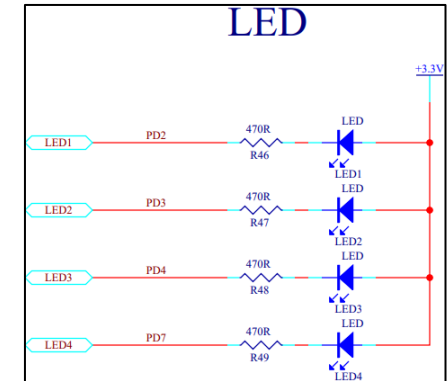 LED
+3.3V
LED1 PD2 470R R46 LED LED1
LED2 PD3 470R R47 LED LED2
LED3 PD4 470R R48 LED LED3
LED4 PD7 470R R49 LED LED4